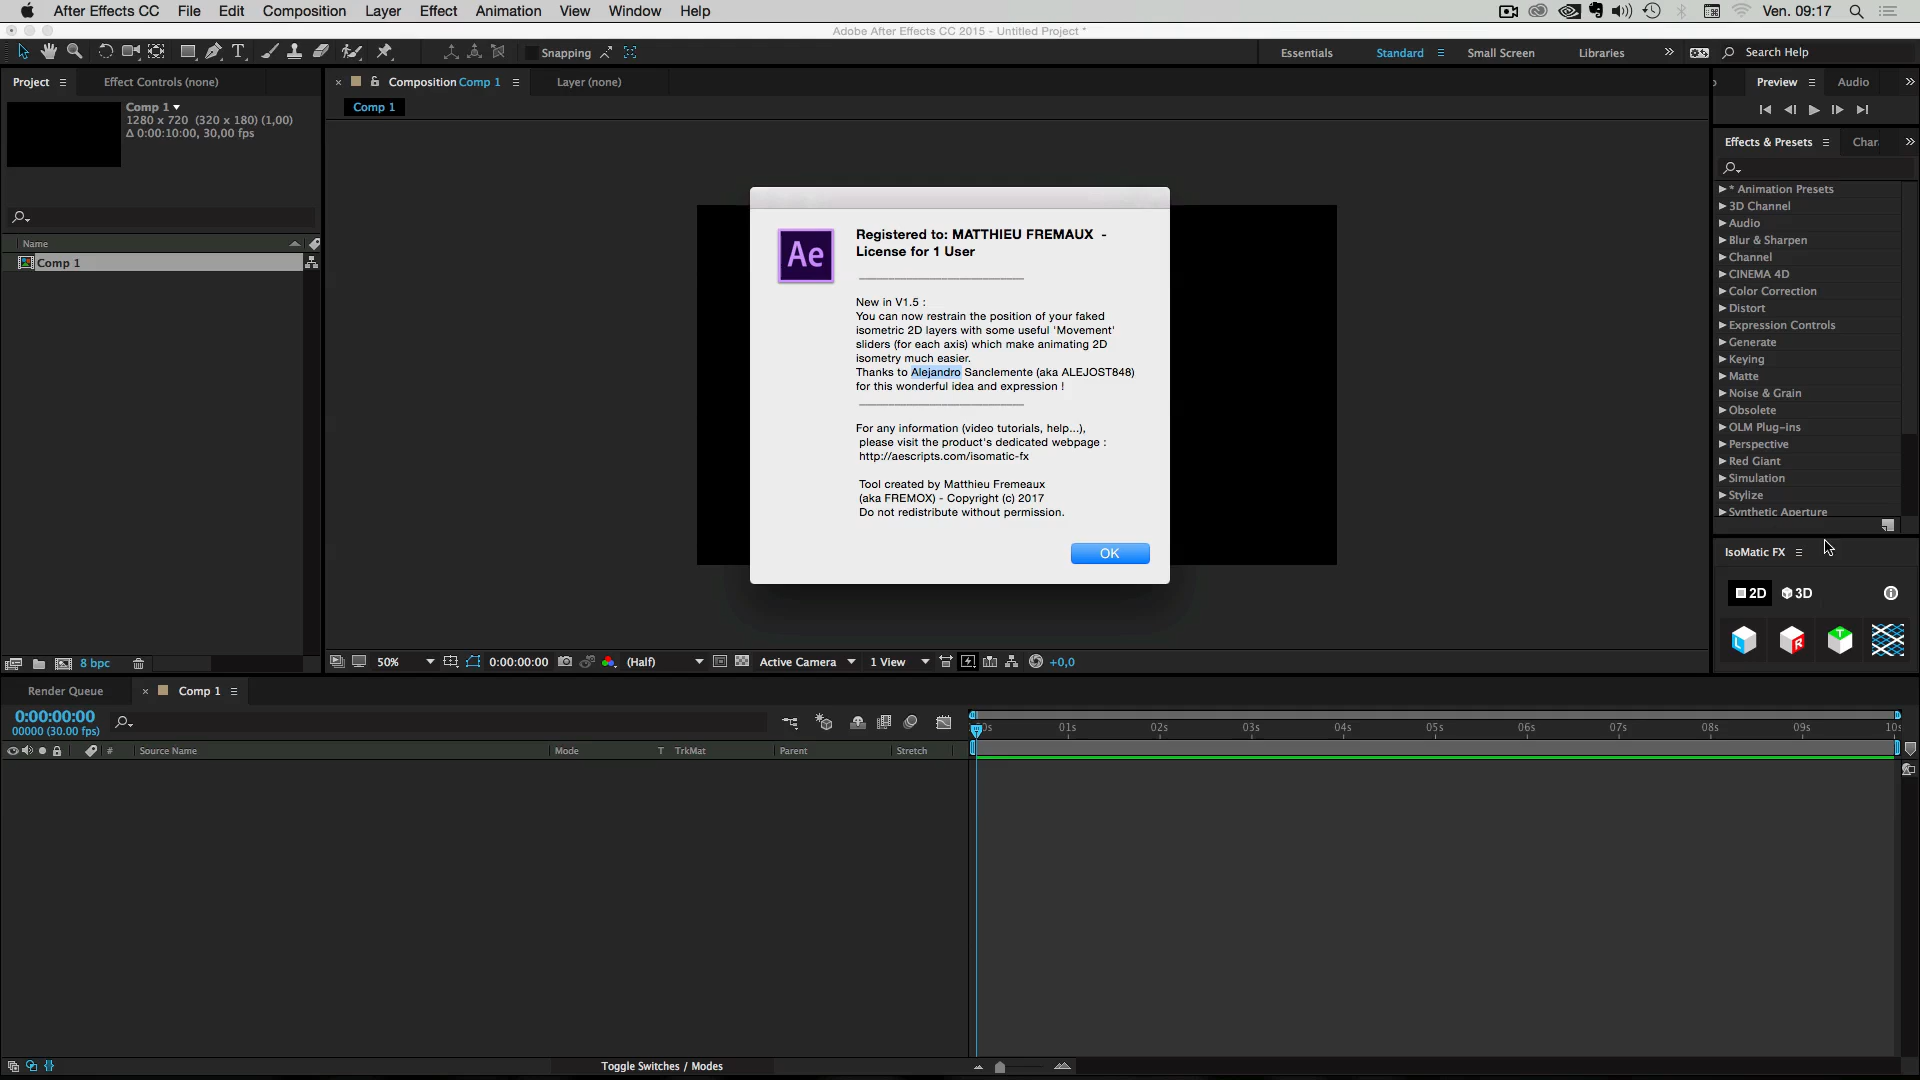 After Effects CC File Edit Composition Layer Effect Animation View Window Help Ven. 09:17
Adobe After Effects CC 2015 - Untitled Project *
T Snapping Essentials Standard Small Screen Libraries » Search Help
Project Effect Controls (none) × Composition Comp 1 Layer (none) Preview Audio »
Comp 1
Comp 1
1280 x 720 (320 x 180) (1,00)
Δ 0:00:10:00, 30,00 fps
Name
Comp 1
Registered to: MATTHIEU FREMAUX -
License for 1 User
New in V1.5 :
You can now restrain the position of your faked
isometric 2D layers with some useful 'Movement'
sliders (for each axis) which make animating 2D
isometry much easier.
Thanks to Alejandro Sanclemente (aka ALEJOST848)
for this wonderful idea and expression !
For any information (video tutorials, help...),
please visit the product's dedicated webpage :
http://aescripts.com/isomatic-fx
Tool created by Matthieu Fremeaux
(aka FREMOX) - Copyright (c) 2017
Do not redistribute without permission.
OK
Ae
Effects & Presets Char »
* Animation Presets
3D Channel
Audio
Blur & Sharpen
Channel
CINEMA 4D
Color Correction
Distort
Expression Controls
Generate
Keying
Matte
Noise & Grain
Obsolete
OLM Plug-ins
Perspective
Red Giant
Simulation
Stylize
Synthetic Aperture
IsoMatic FX
2D 3D
L R T
8 bpc 50% 0:00:00:00 (Half) Active Camera 1 View +0,0
Render Queue × Comp 1
0:00:00:00
00000 (30.00 fps)
# Source Name Mode T TrkMat Parent Stretch
00s 01s 02s 03s 04s 05s 06s 07s 08s 09s 10s
Toggle Switches / Modes